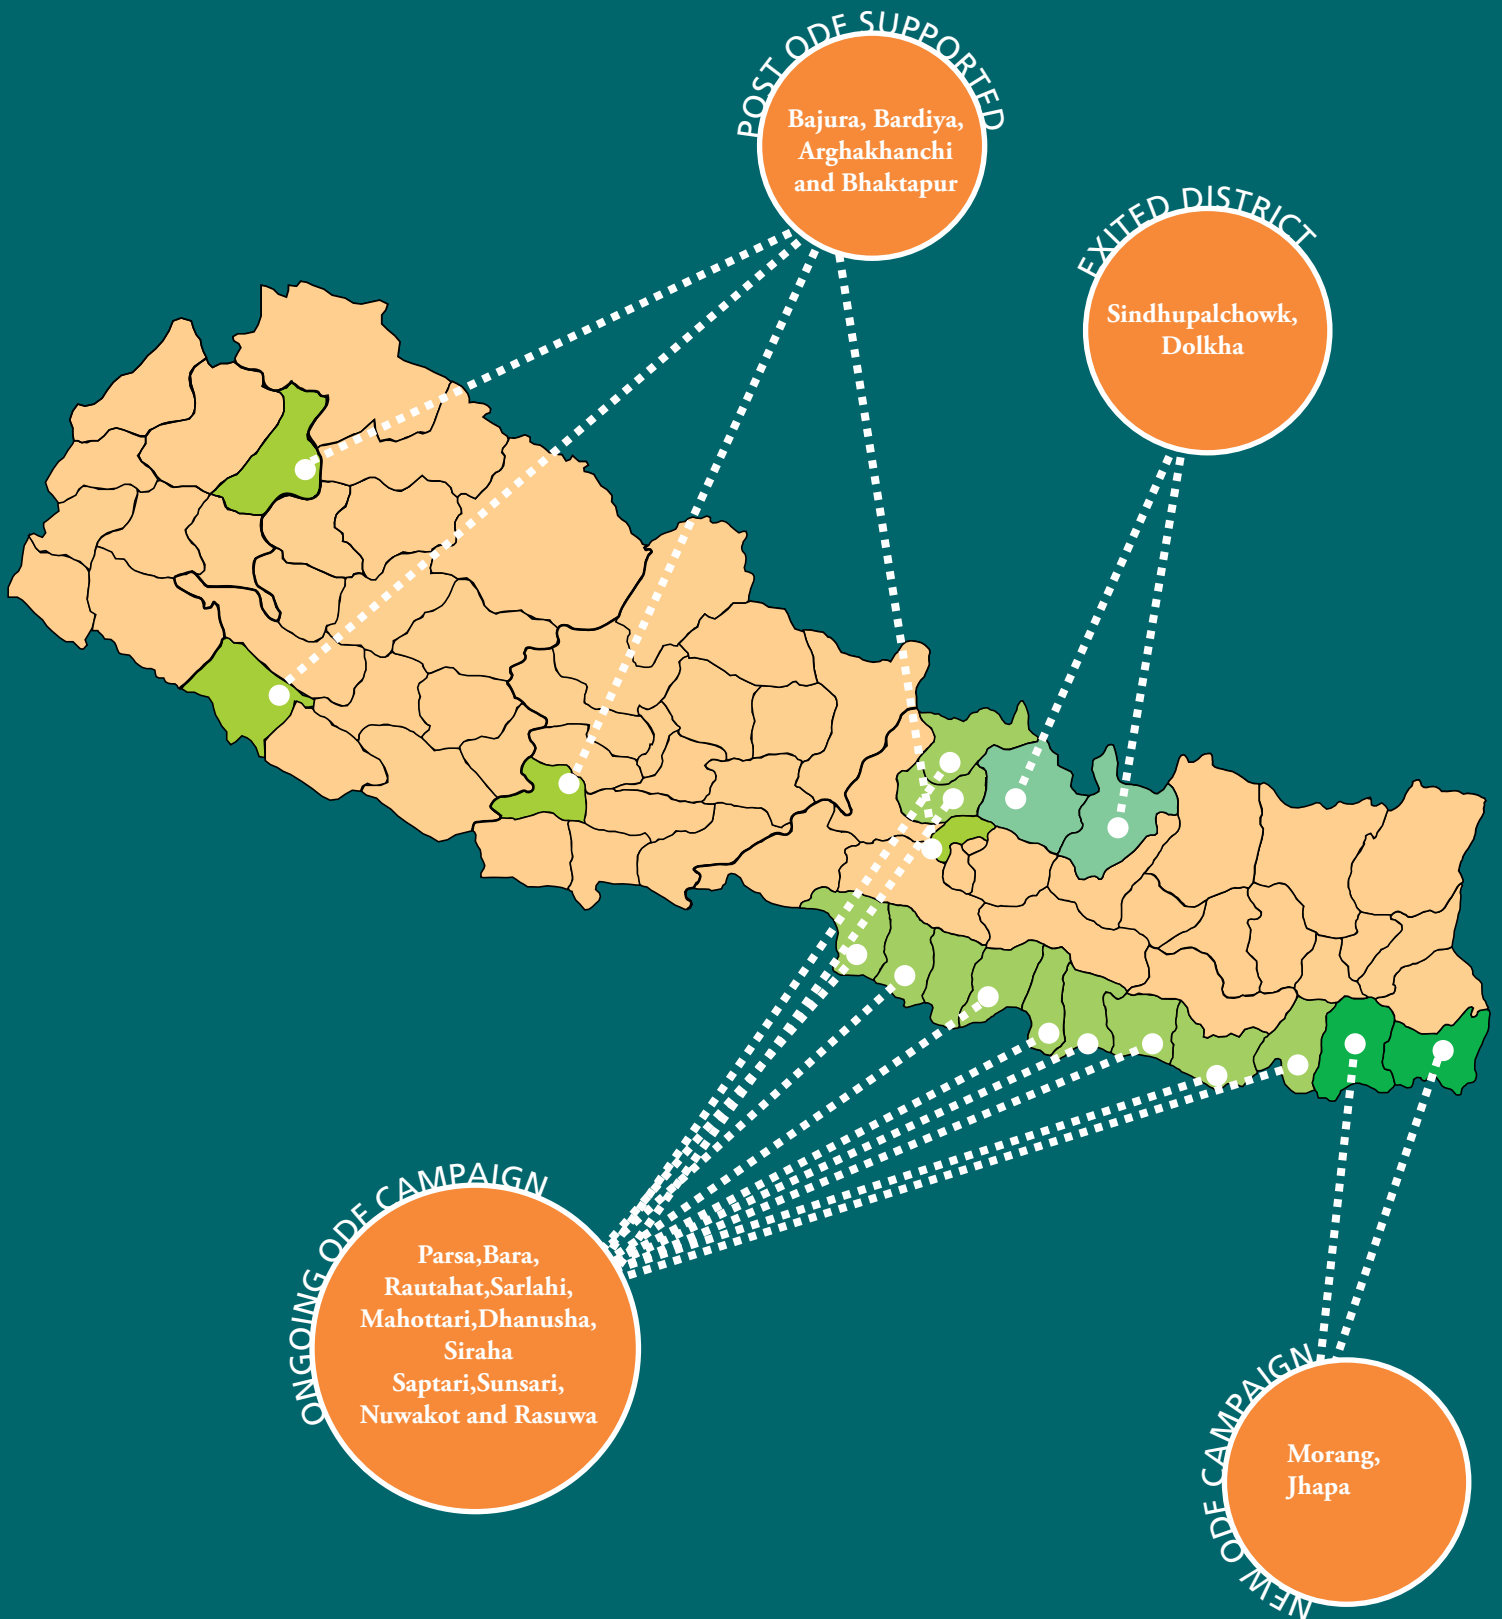 POST ODF SUPPORTED
Bajura, Bardiya,
Arghakhanchi
and Bhaktapur
EXITED DISTRICT
Sindhupalchowk,
Dolkha
ONGOING ODF CAMPAIGN
Parsa,Bara,
Rautahat,Sarlahi,
Mahottari,Dhanusha,
Siraha
Saptari,Sunsari,
Nuwakot and Rasuwa
NEW ODF CAMPAIGN
Morang,
Jhapa